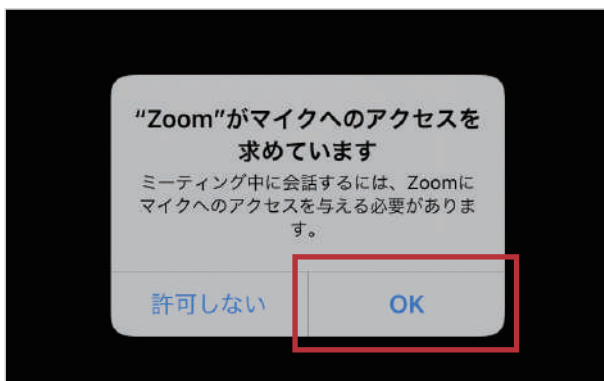 “Zoom”がマイクへのアクセスを
求めています
ミーティング中に会話するには、Zoomに
マイクへのアクセスを与える必要がありま
す。
許可しない
OK